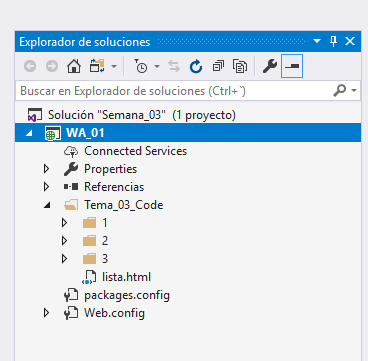 Explorador de soluciones
Buscar en Explorador de soluciones (Ctrl+`)
Solución "Semana_03" (1 proyecto)
WA_01
Connected Services
Properties
Referencias
Tema_03_Code
1
2
3
lista.html
packages.config
Web.config